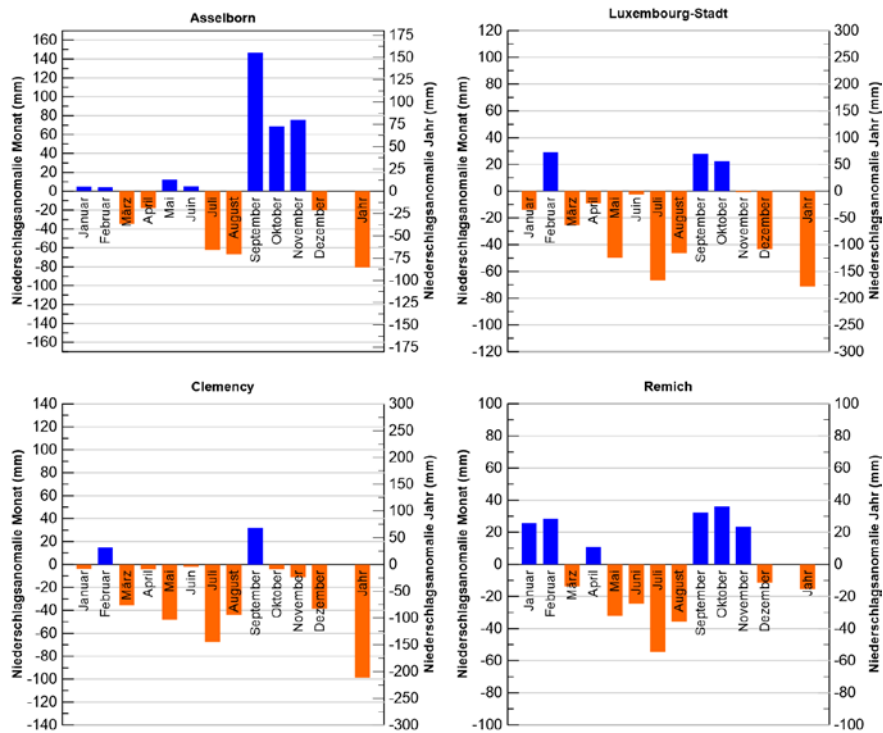 Asselborn
Niederschlagsanomalie Monat (mm)
160
140
120
100
80
60
40
20
0
-20
-40
-60
-80
-100
-120
-140
-160
Januar
Februar
März
April
Mai
Juin
Juli
August
September
Oktober
November
Dezember
Jahr
175
150
125
100
75
50
25
0
-25
-50
-75
-100
-125
-150
-175
Niederschlagsanomalie Jahr (mm)
Luxembourg-Stadt
Niederschlagsanomalie Monat (mm)
120
100
80
60
40
20
0
-20
-40
-60
-80
-100
-120
Januar
Februar
März
April
Mai
Juin
Juli
August
September
Oktober
November
Dezember
Jahr
300
250
200
150
100
50
0
-50
-100
-150
-200
-250
-300
Niederschlagsanomalie Jahr (mm)
Clemency
Niederschlagsanomalie Monat (mm)
140
120
100
80
60
40
20
0
-20
-40
-60
-80
-100
-120
-140
Januar
Februar
März
April
Mai
Juin
Juli
August
September
Oktober
November
Dezember
Jahr
300
250
200
150
100
50
0
-50
-100
-150
-200
-250
-300
Niederschlagsanomalie Jahr (mm)
Remich
Niederschlagsanomalie Monat (mm)
100
80
60
40
20
0
-20
-40
-60
-80
-100
Januar
Februar
März
April
Mai
Juni
Juli
August
September
Oktober
November
Dezember
Jahr
100
80
60
40
20
0
-20
-40
-60
-80
-100
Niederschlagsanomalie Jahr (mm)